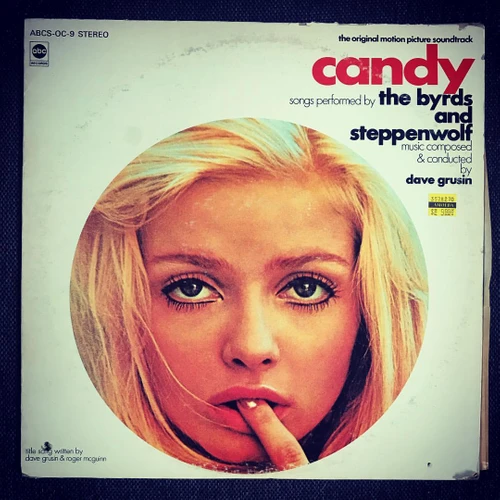 ABCS-OC-9 STEREO
abc
the original motion picture soundtrack
candy
songs performed by the byrds
and
steppenwolf
music composed
& conducted
by
dave grusin
title song written by
dave grusin & roger mcguinn